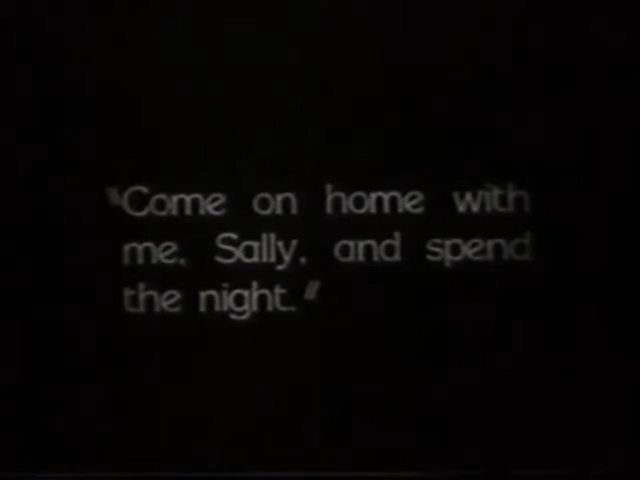 "Come on home with
me, Sally, and spend
the night."